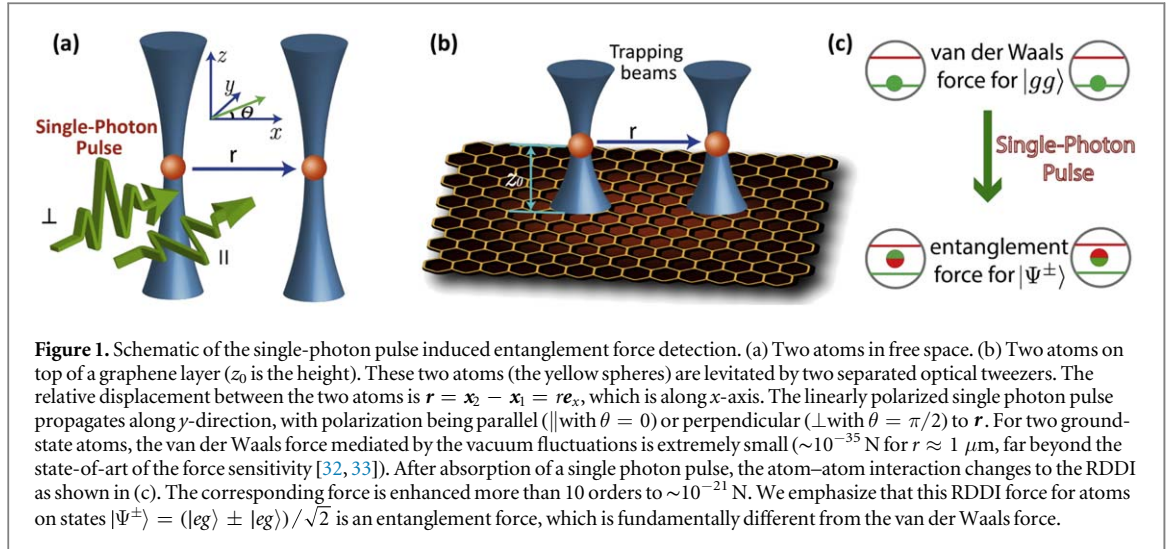 (a)
z
y
θ
x
Single-Photon
Pulse
r
⊥
||
(b)
Trapping
beams
r
z₀
(c)
van der Waals
force for |gg⟩
Single-Photon
Pulse
entanglement
force for |Ψ±⟩
Figure 1. Schematic of the single-photon pulse induced entanglement force detection. (a) Two atoms in free space. (b) Two atoms on
top of a graphene layer (z₀ is the height). These two atoms (the yellow spheres) are levitated by two separated optical tweezers. The
relative displacement between the two atoms is r = x₂ − x₁ = reₓ, which is along x-axis. The linearly polarized single photon pulse
propagates along y-direction, with polarization being parallel (||with θ = 0) or perpendicular (⊥with θ = π/2) to r. For two ground-
state atoms, the van der Waals force mediated by the vacuum fluctuations is extremely small (~10⁻³⁵ N for r ≈ 1 μm, far beyond the
state-of-art of the force sensitivity [32, 33]). After absorption of a single photon pulse, the atom–atom interaction changes to the RDDI
as shown in (c). The corresponding force is enhanced more than 10 orders to ~10⁻²¹ N. We emphasize that this RDDI force for atoms
on states |Ψ±⟩ = (|eg⟩ ± |eg⟩)/√2 is an entanglement force, which is fundamentally different from the van der Waals force.